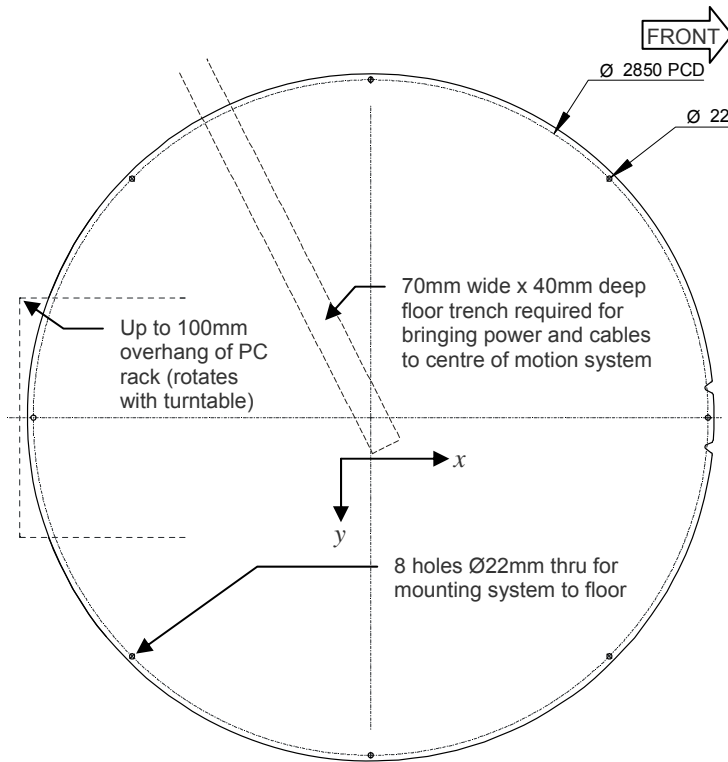 FRONT
Ø 2850 PCD
Ø 22
70mm wide x 40mm deep
floor trench required for
bringing power and cables
to centre of motion system
Up to 100mm
overhang of PC
rack (rotates
with turntable)
x
y
8 holes Ø22mm thru for
mounting system to floor